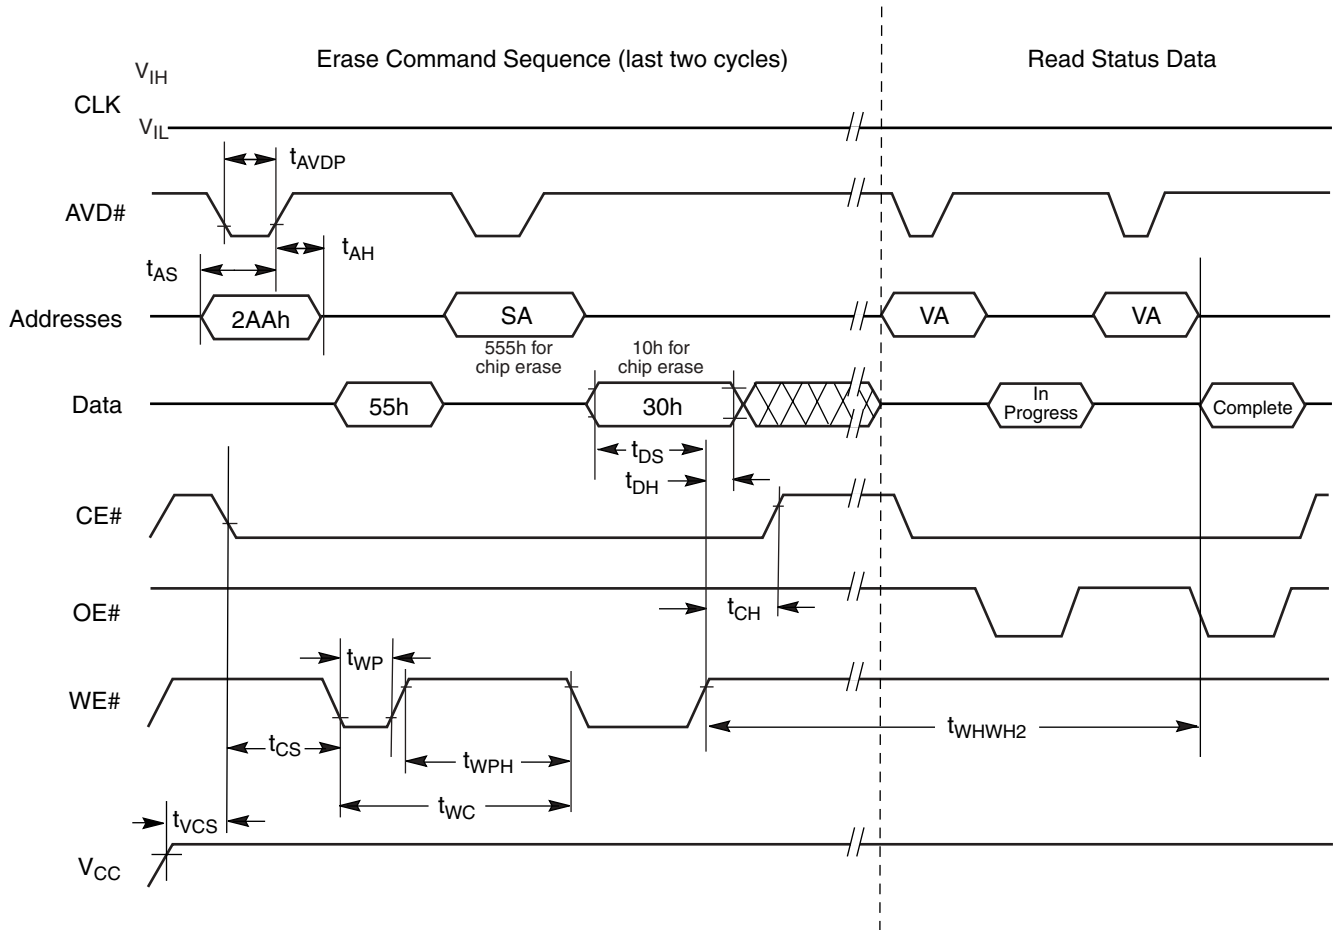 Erase Command Sequence (last two cycles)
Read Status Data
VIH
CLK
VIL
tAVDP
AVD#
tAH
tAS
Addresses
2AAh
SA
VA
VA
555h for
chip erase
10h for
chip erase
Data
55h
30h
In
Progress
Complete
tDS
tDH
CE#
OE#
tCH
tWP
WE#
tCS
tWPH
tWHWH2
tWC
tVCS
VCC